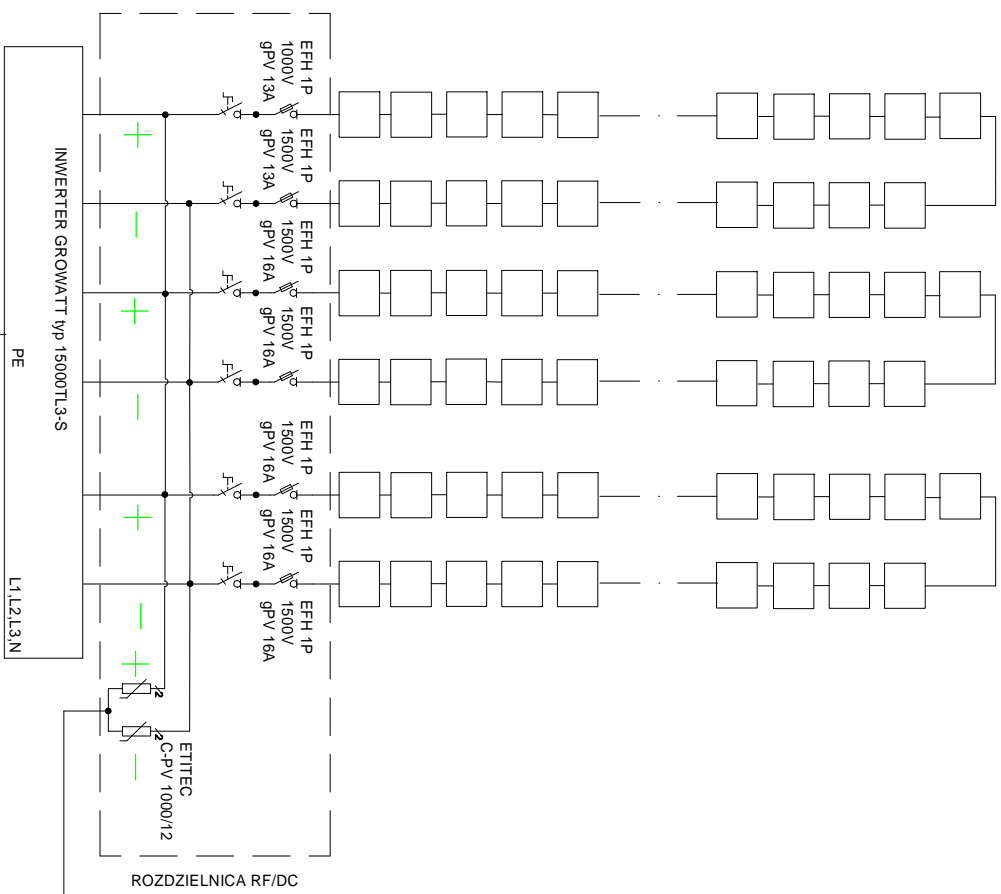 EFH 1P
1000V
gPV 13A
EFH 1P
1500V
gPV 13A
EFH 1P
1500V
gPV 16A
EFH 1P
1500V
gPV 16A
EFH 1P
1500V
gPV 16A
EFH 1P
1500V
gPV 16A
EFH 1P
1500V
gPV 16A
INWERTER GROWATT typ 15000TL3-S
PE
L1,L2,L3,N
ETITEC
C-PV 1000/12
ROZDZIELNICA RF/DC